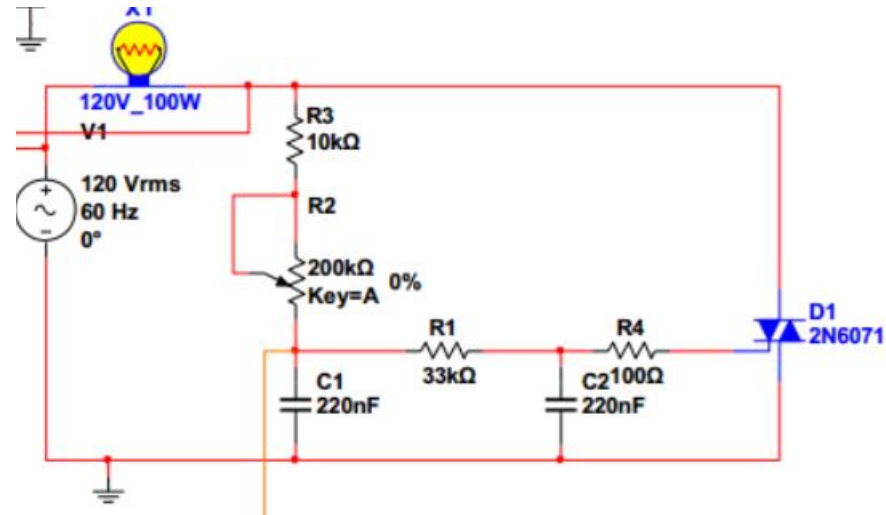 X1
120V_100W
V1
120 Vrms
60 Hz
0°
R3
10kΩ
R2
200kΩ
0%
Key=A
R1
33kΩ
R4
100Ω
C1
220nF
C2
220nF
D1
2N6071